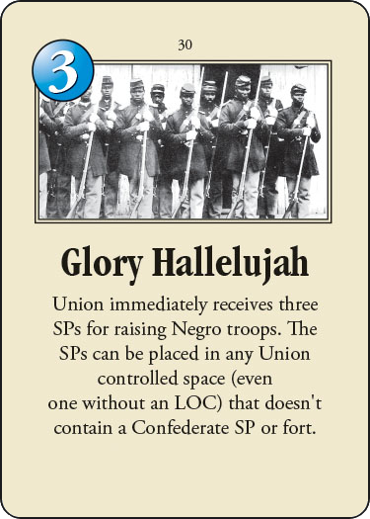 30
3
Glory Hallelujah
Union immediately receives three
SPs for raising Negro troops. The
SPs can be placed in any Union
controlled space (even
one without an LOC) that doesn't
contain a Confederate SP or fort.